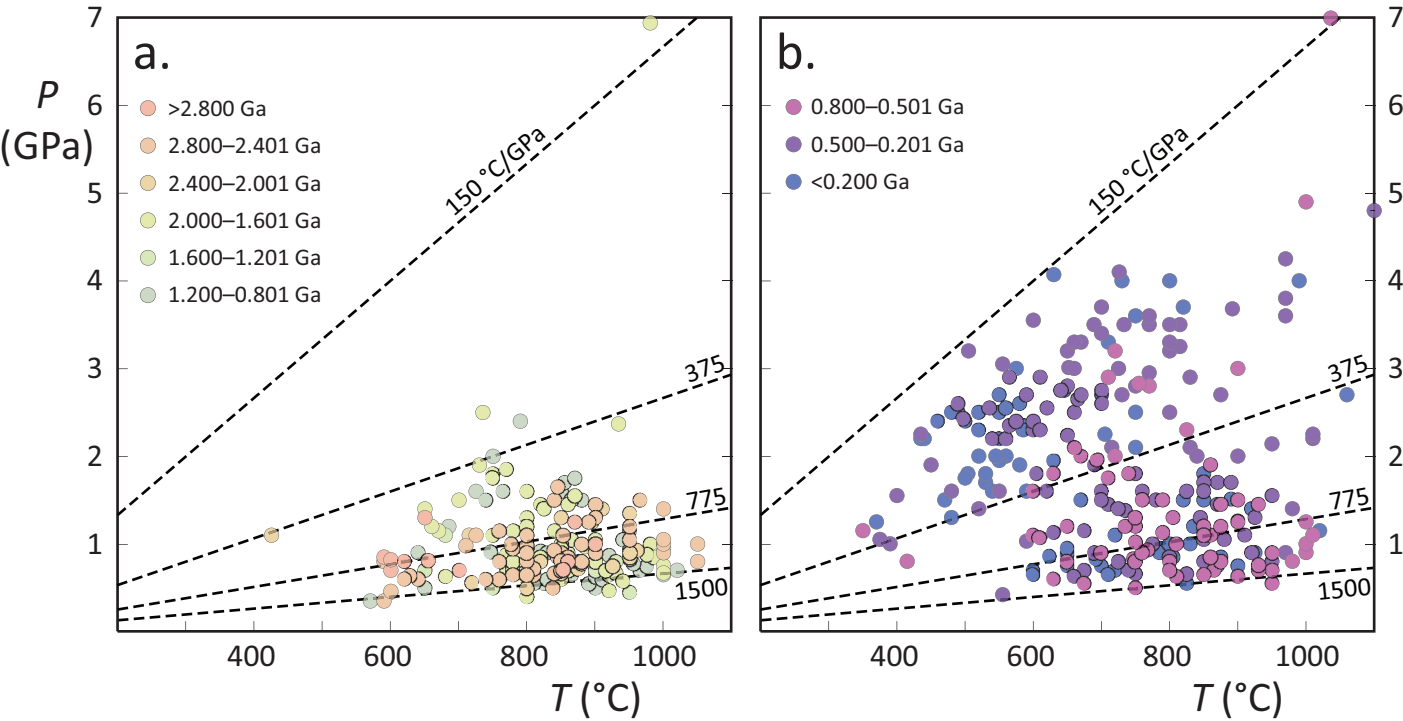 a.
P
(GPa)
7
6
5
4
3
2
1
>2.800 Ga
2.800–2.401 Ga
2.400–2.001 Ga
2.000–1.601 Ga
1.600–1.201 Ga
1.200–0.801 Ga
150 °C/GPa
375
775
1500
400
600
800
1000
T (°C)
b.
0.800–0.501 Ga
0.500–0.201 Ga
<0.200 Ga
150 °C/GPa
375
775
1500
7
6
5
4
3
2
1
400
600
800
1000
T (°C)